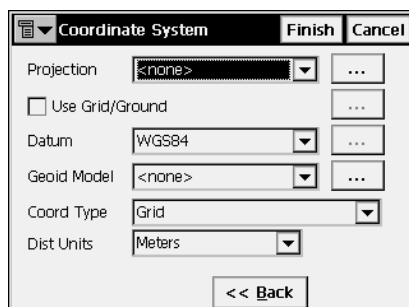 Coordinate System Finish Cancel
Projection <none> ...
Use Grid/Ground ...
Datum WGS84 ...
Geoid Model <none> ...
Coord Type Grid
Dist Units Meters
<< Back